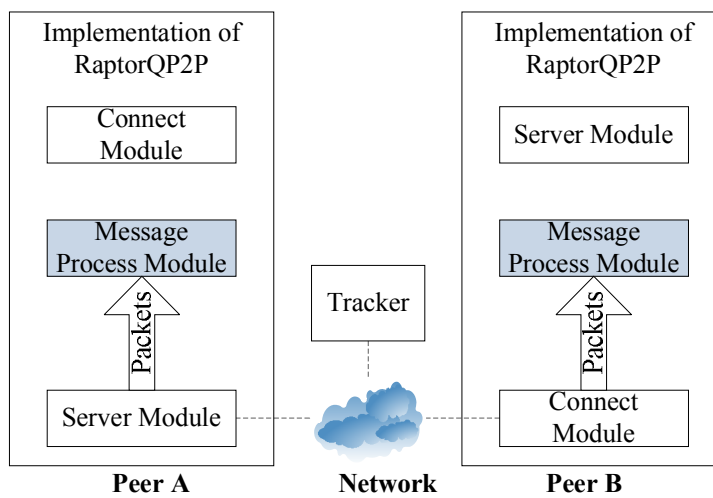 Implementation of
RaptorQP2P
Connect
Module
Message
Process Module
Packets
Server Module
Peer A
Tracker
Network
Implementation of
RaptorQP2P
Server Module
Message
Process Module
Packets
Connect
Module
Peer B